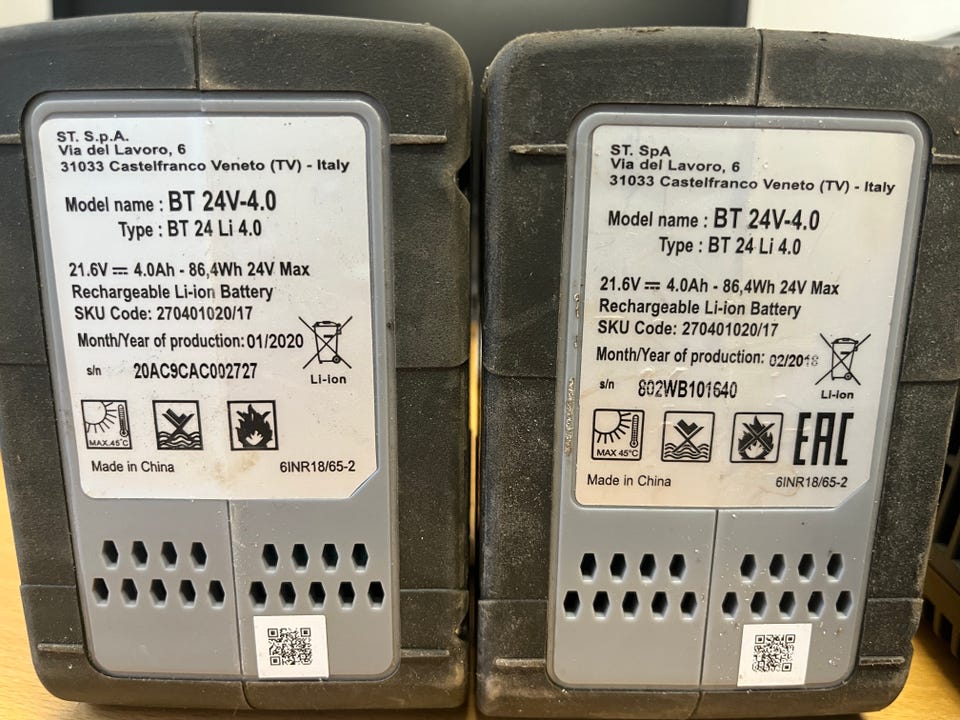 ST. S.p.A.
Via del Lavoro, 6
31033 Castelfranco Veneto (TV) - Italy
Model name : BT 24V-4.0
Type : BT 24 Li 4.0
21.6V ⎓ 4.0Ah - 86,4Wh 24V Max
Rechargeable Li-ion Battery
SKU Code: 270401020/17
Month/Year of production: 01/2020
s/n 20AC9CAC002727
Li-ion
MAX.45°C
Made in China
6INR18/65-2
ST. SpA
Via del Lavoro, 6
31033 Castelfranco Veneto (TV) - Italy
Model name : BT 24V-4.0
Type : BT 24 Li 4.0
21.6V ⎓ 4.0Ah - 86,4Wh 24V Max
Rechargeable Li-ion Battery
SKU Code: 270401020/17
Month/Year of production: 02/2018
s/n 802WB101640
Li-ion
MAX 45°C
EAC
Made in China
6INR18/65-2